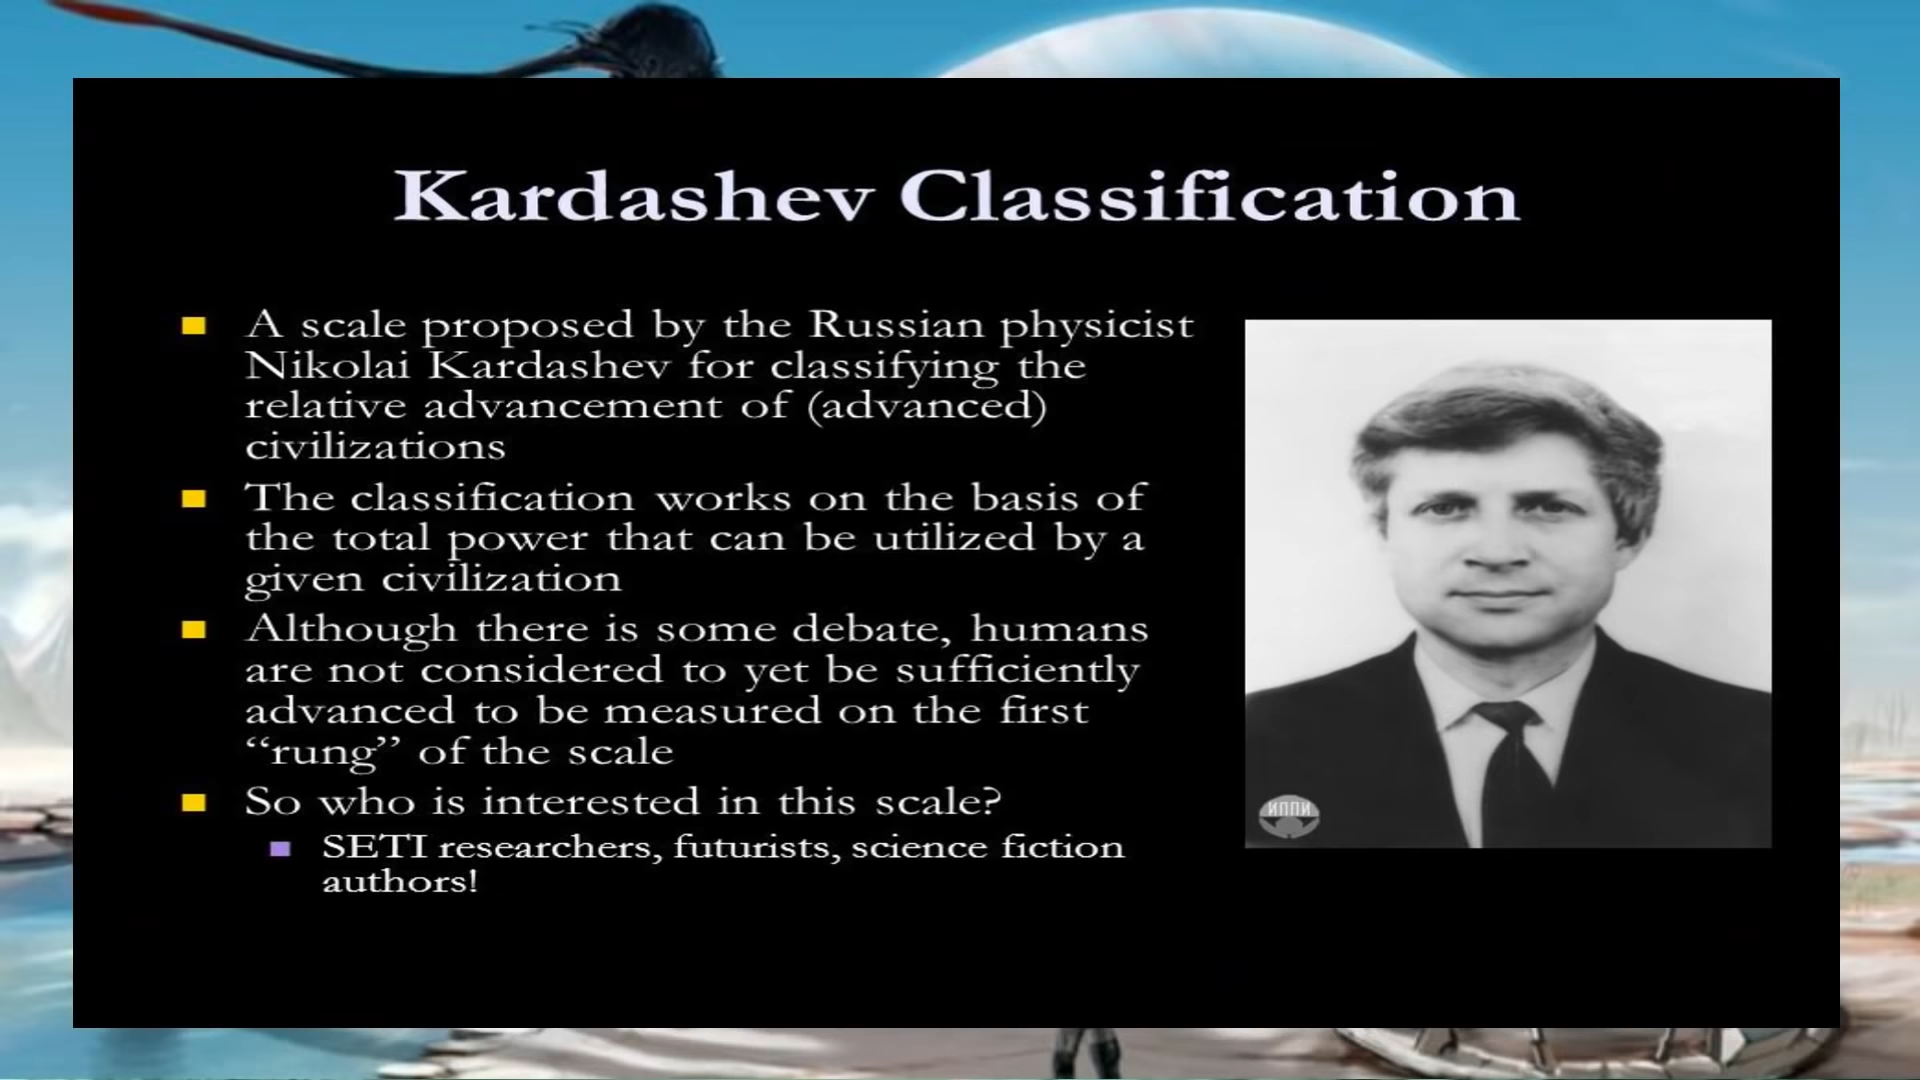 Kardashev Classification
A scale proposed by the Russian physicist
Nikolai Kardashev for classifying the
relative advancement of (advanced)
civilizations
The classification works on the basis of
the total power that can be utilized by a
given civilization
Although there is some debate, humans
are not considered to yet be sufficiently
advanced to be measured on the first
“rung” of the scale
So who is interested in this scale?
SETI researchers, futurists, science fiction
authors!
ИППИ